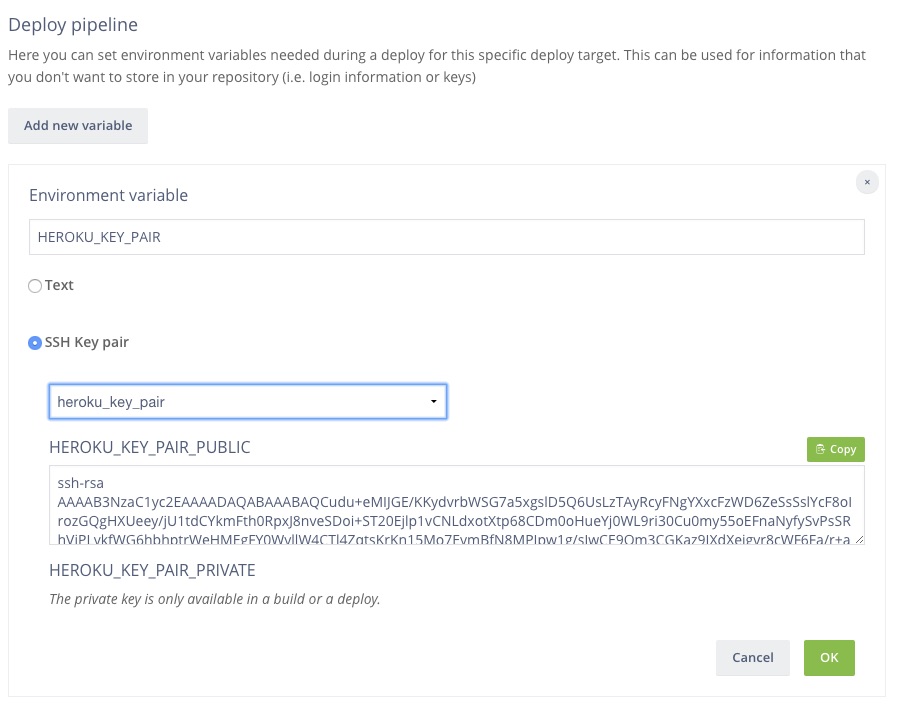 Deploy pipeline
Here you can set environment variables needed during a deploy for this specific deploy target. This can be used for information that
you don't want to store in your repository (i.e. login information or keys)
Add new variable
×
Environment variable
HEROKU_KEY_PAIR
Text
SSH Key pair
heroku_key_pair
HEROKU_KEY_PAIR_PUBLIC
Copy
ssh-rsa
AAAAB3NzaC1yc2EAAAADAQABAAABAQCudu+eMIJGE/KKydvrbWSG7a5xgslD5Q6UsLzTAyRcyFNgYXxcFzWD6ZeSsSslYcF8oI
rozGQgHXUeey/jU1tdCYkmFth0RpxJ8nveSDoi+ST20Ejlp1vCNLdxotXtp68CDm0oHueYj0WL9ri30Cu0my55oEFnaNyfySvPsSR
HEROKU_KEY_PAIR_PRIVATE
The private key is only available in a build or a deploy.
Cancel
OK